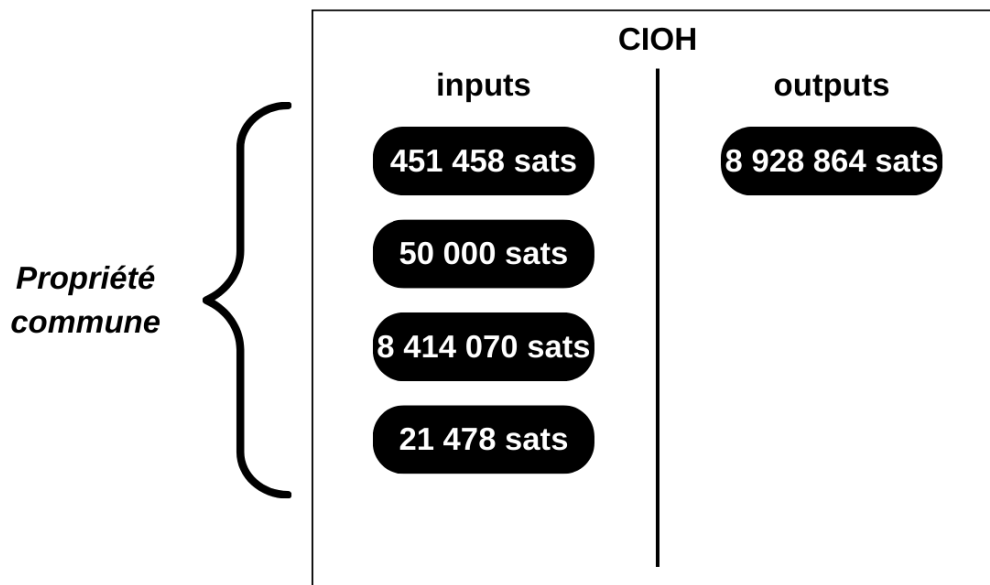 CIOH
inputs
outputs
451 458 sats
8 928 864 sats
50 000 sats
8 414 070 sats
21 478 sats
Propriété
commune